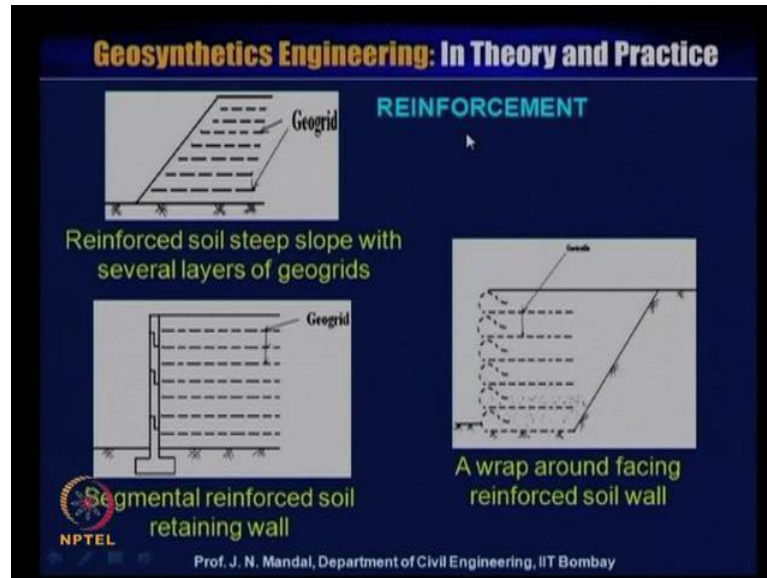 Geosynthetics Engineering: In Theory and Practice
REINFORCEMENT
Geogrid
Reinforced soil steep slope with
several layers of geogrids
Geogrid
Segmental reinforced soil
retaining wall
A wrap around facing
reinforced soil wall
NPTEL
Prof. J. N. Mandal, Department of Civil Engineering, IIT Bombay